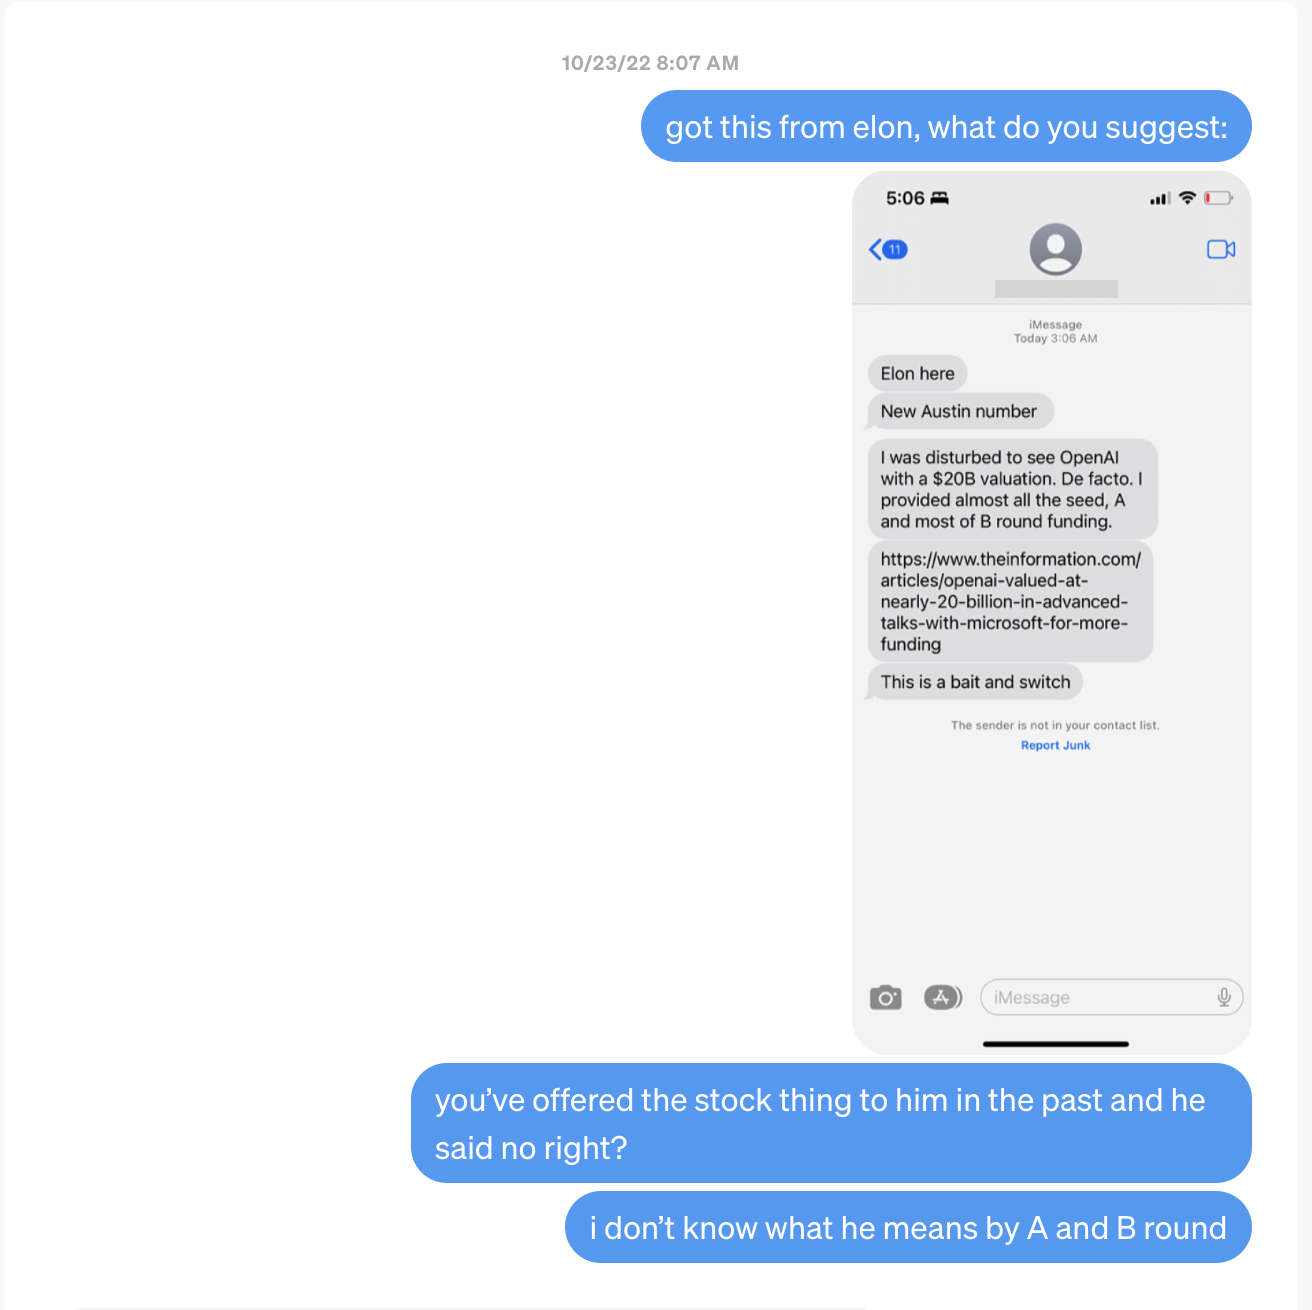 10/23/22 8:07 AM
got this from elon, what do you suggest:
5:06
11
iMessage
Today 3:06 AM
Elon here
New Austin number
I was disturbed to see OpenAI
with a $20B valuation. De facto. I
provided almost all the seed, A
and most of B round funding.
https://www.theinformation.com/
articles/openai-valued-at-
nearly-20-billion-in-advanced-
talks-with-microsoft-for-more-
funding
This is a bait and switch
The sender is not in your contact list.
Report Junk
iMessage
you’ve offered the stock thing to him in the past and he
said no right?
i don’t know what he means by A and B round